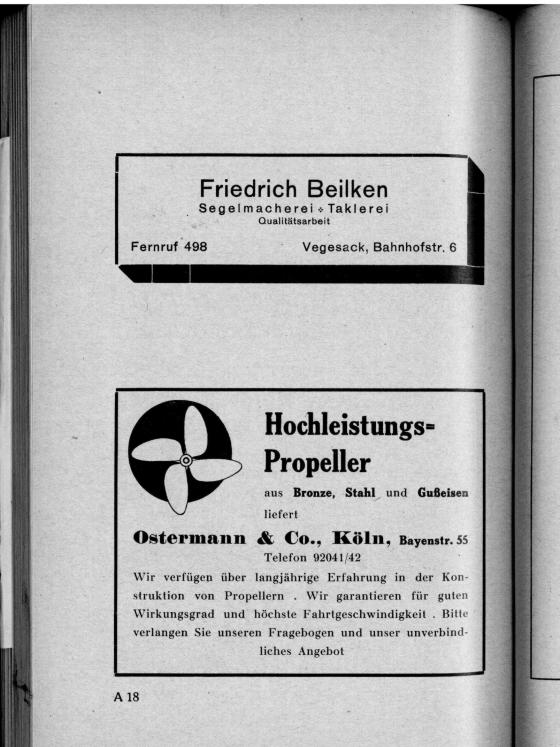 Friedrich Beilken
Segelmacherei ÷ Taklerei
Qualitätsarbeit
Fernruf 498 Vegesack, Bahnhofstr. 6
Hochleistungs-
Propeller
aus Bronze, Stahl und Gußeisen
liefert
Ostermann & Co., Köln, Bayenstr. 55
Telefon 92041/42
Wir verfügen über langjährige Erfahrung in der Kon-
struktion von Propellern . Wir garantieren für guten
Wirkungsgrad und höchste Fahrtgeschwindigkeit . Bitte
verlangen Sie unseren Fragebogen und unser unverbind-
liches Angebot
A 18